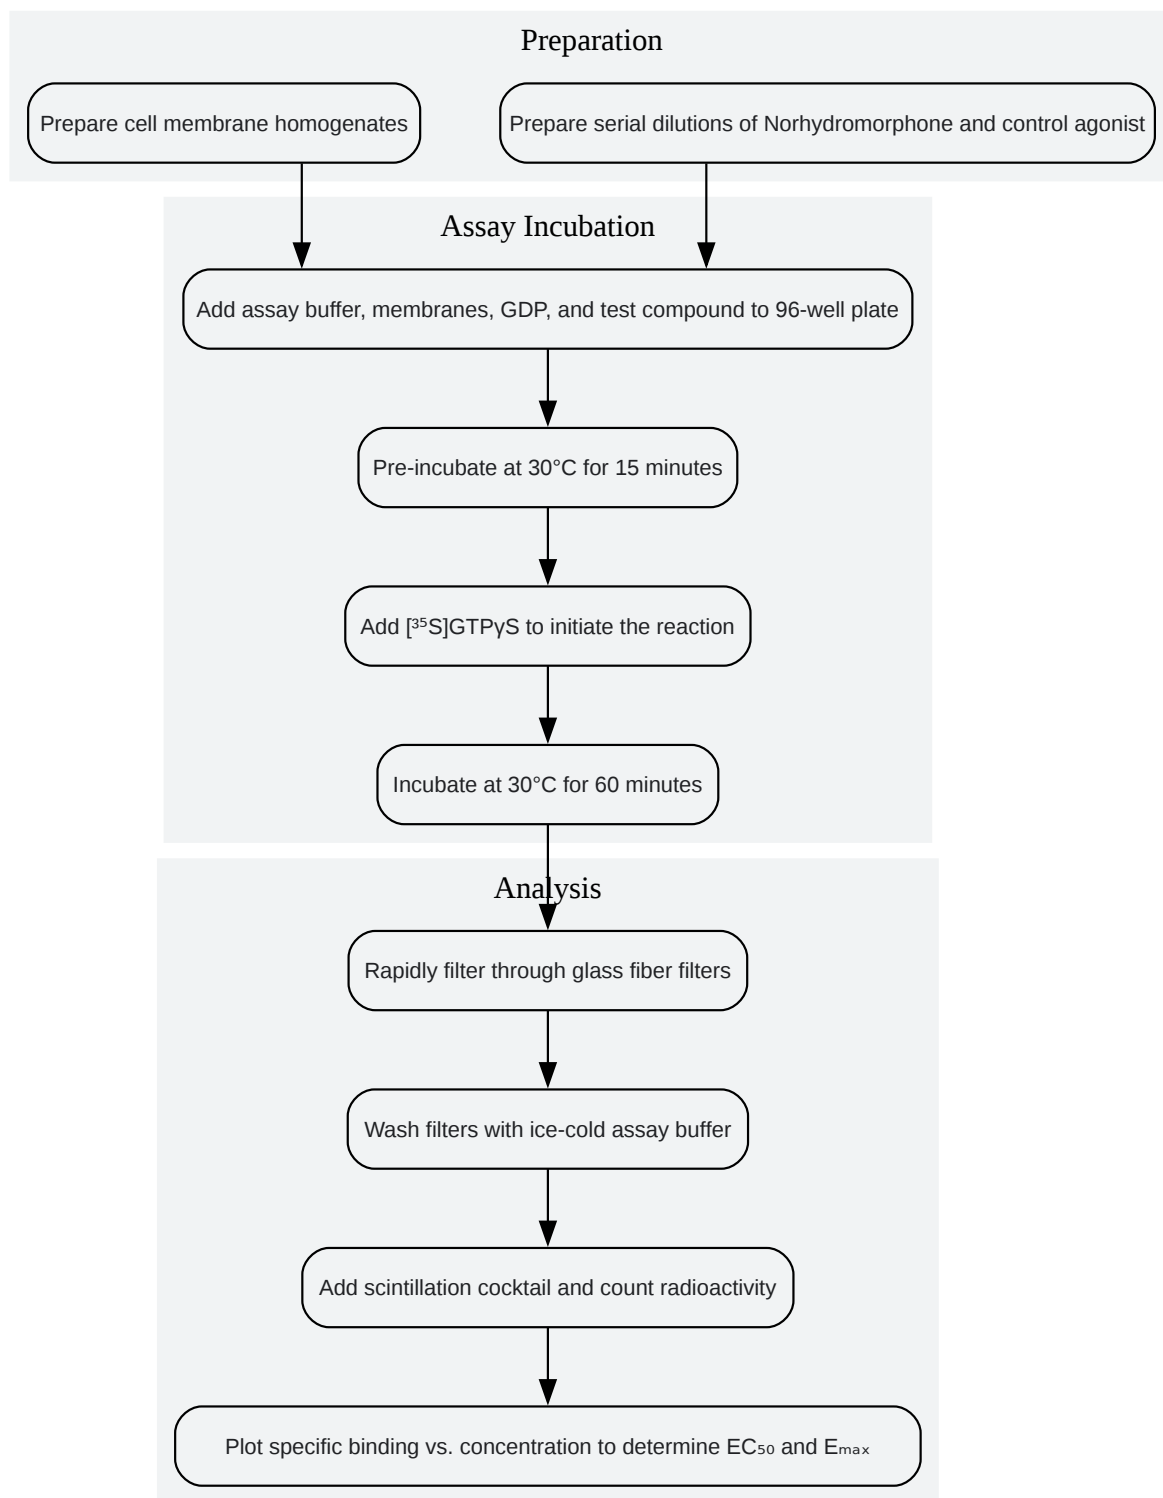 Preparation
Prepare cell membrane homogenates
Prepare serial dilutions of Norhydromorphone and control agonist
Assay Incubation
Add assay buffer, membranes, GDP, and test compound to 96-well plate
Pre-incubate at 30°C for 15 minutes
Add [³⁵S]GTPγS to initiate the reaction
Incubate at 30°C for 60 minutes
Analysis
Rapidly filter through glass fiber filters
Wash filters with ice-cold assay buffer
Add scintillation cocktail and count radioactivity
Plot specific binding vs. concentration to determine EC₅₀ and Eₘₐₓ